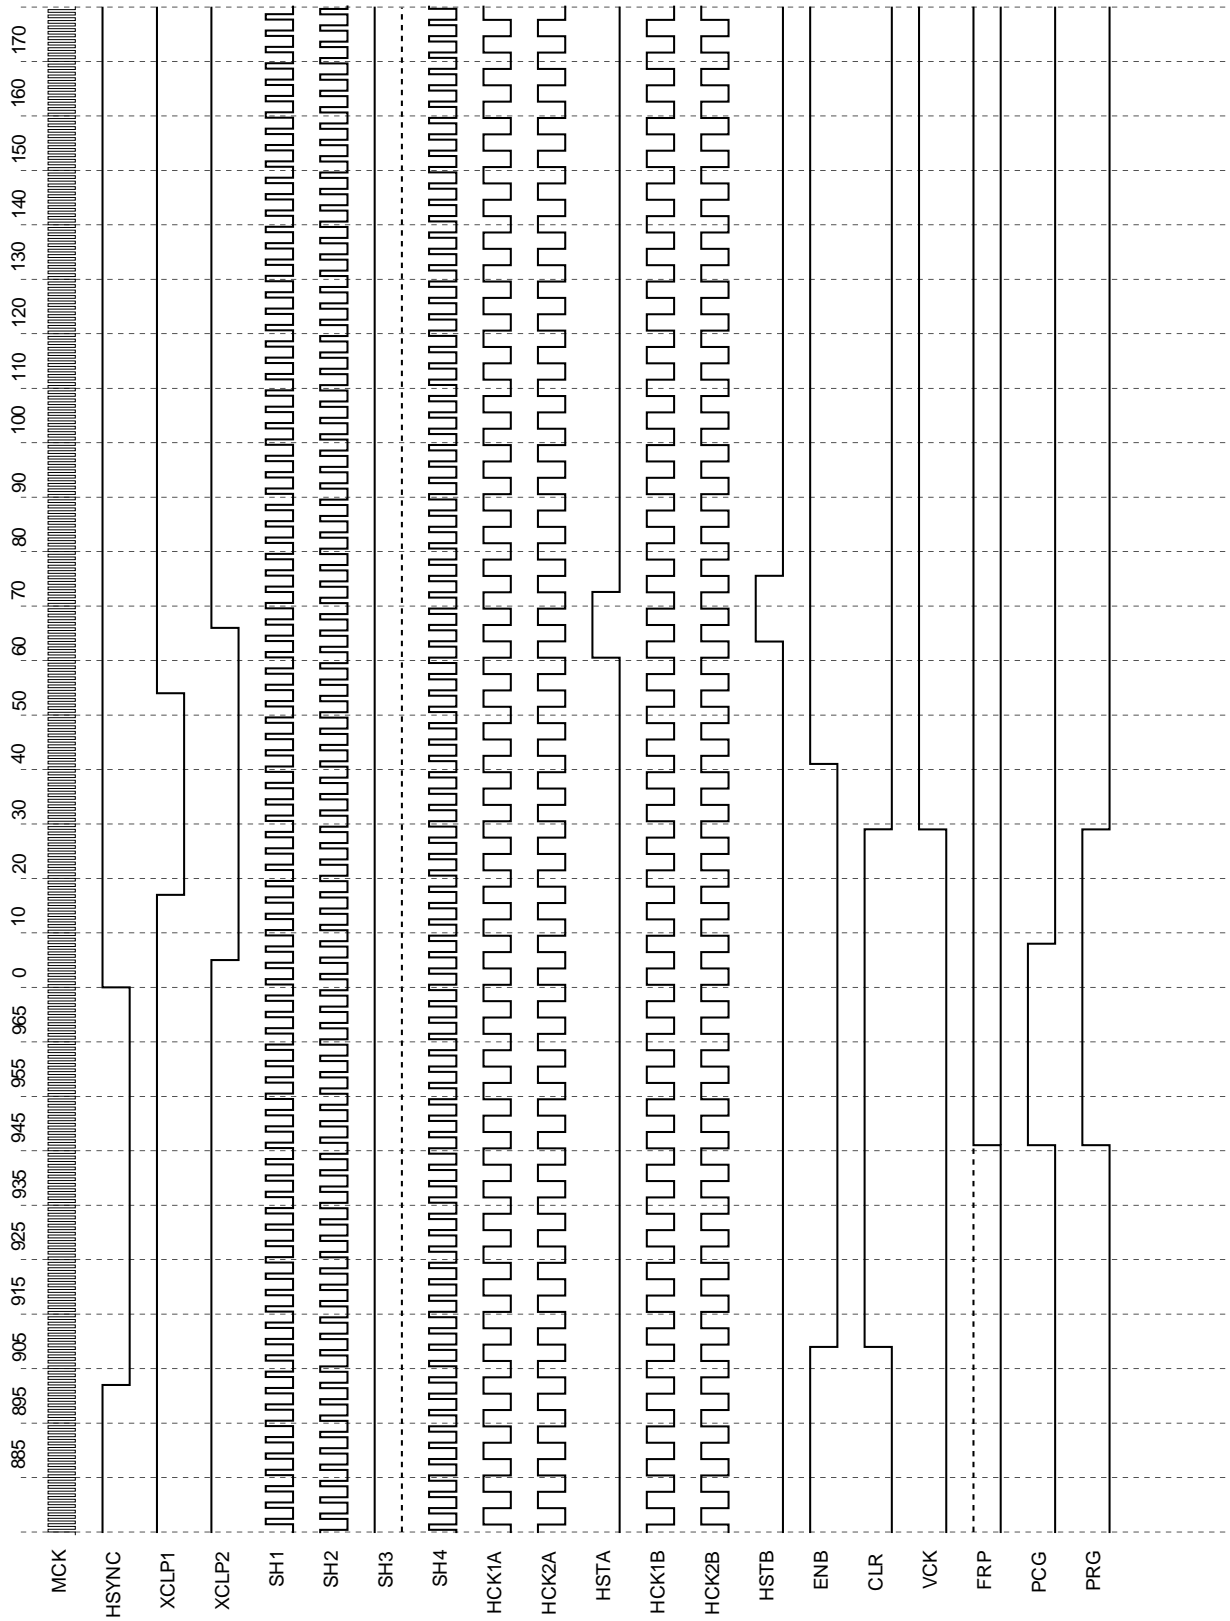 MCK
HSYNC
XCLP1
XCLP2
SH1
SH2
SH3
SH4
HCK1A
HCK2A
HSTA
HCK1B
HCK2B
HSTB
ENB
CLR
VCK
FRP
PCG
PRG
885
895
905
915
925
935
945
955
965
0
10
20
30
40
50
60
70
80
90
100
110
120
130
140
150
160
170